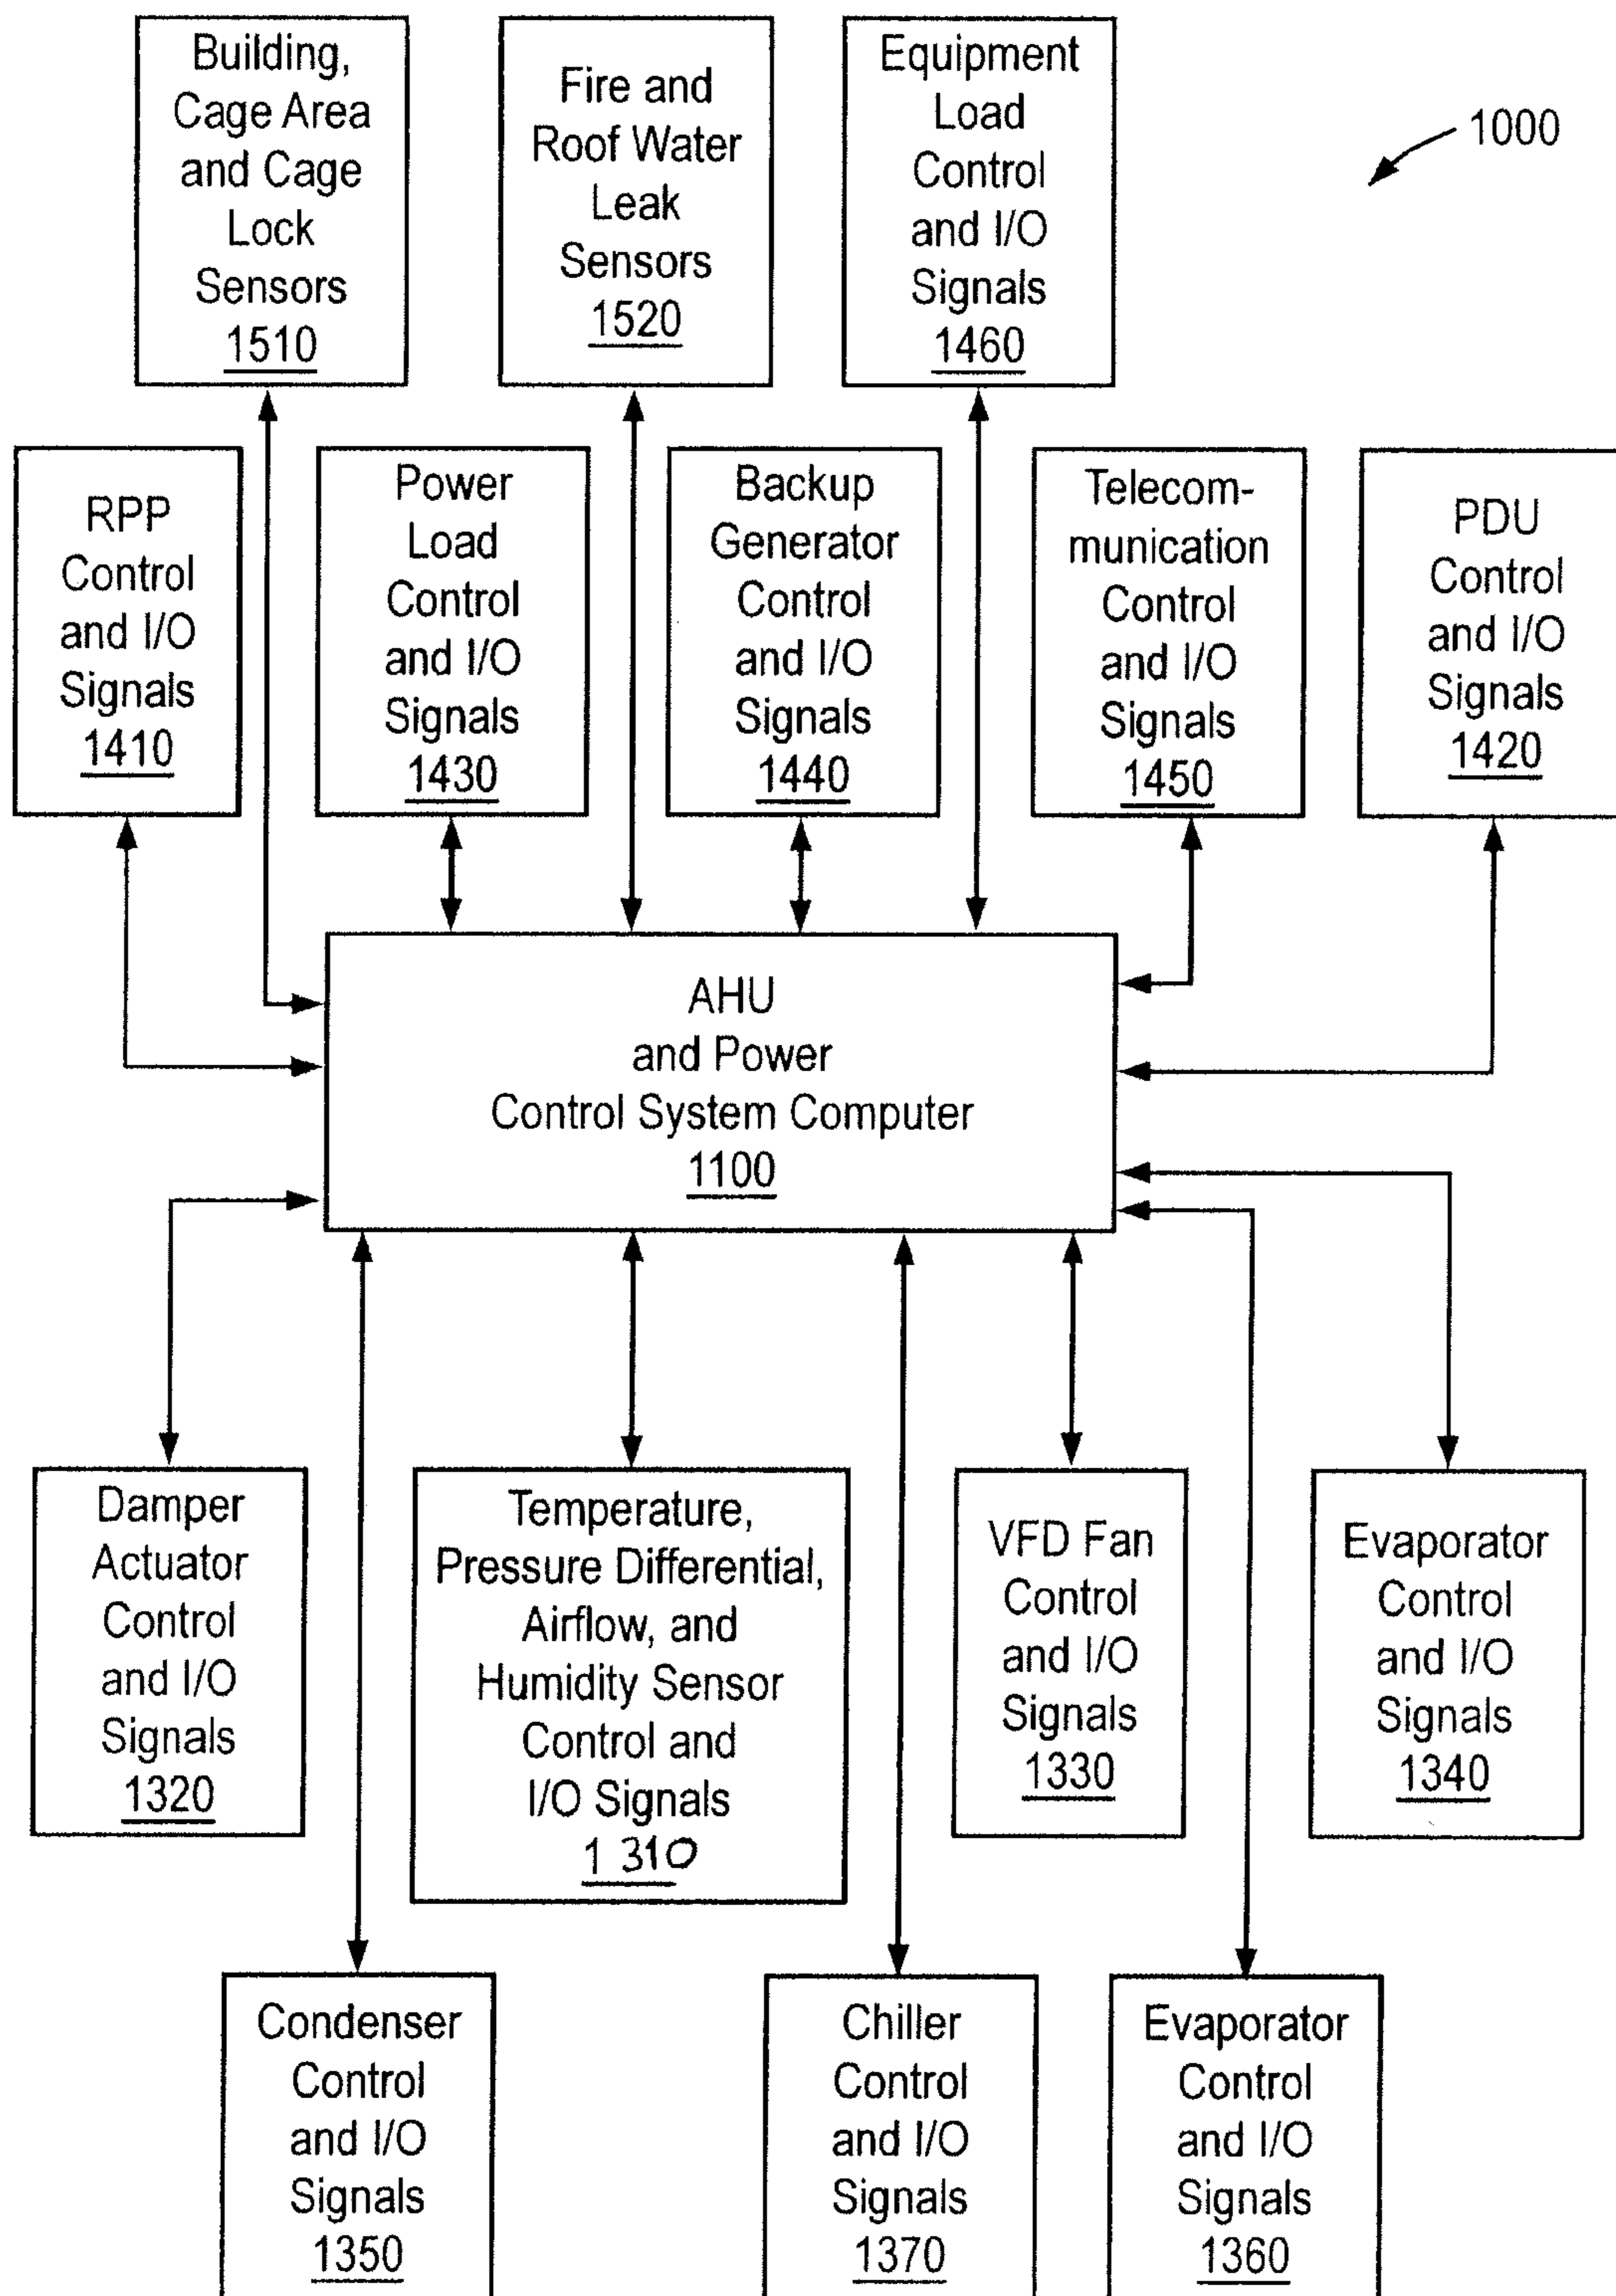 Building,
Cage Area
and Cage
Lock
Sensors
1510
Fire and
Roof Water
Leak
Sensors
1520
Equipment
Load
Control
and I/O
Signals
1460
1000
RPP
Control
and I/O
Signals
1410
Power
Load
Control
and I/O
Signals
1430
Backup
Generator
Control
and I/O
Signals
1440
Telecom-
munication
Control
and I/O
Signals
1450
PDU
Control
and I/O
Signals
1420
AHU
and Power
Control System Computer
1100
Damper
Actuator
Control
and I/O
Signals
1320
Temperature,
Pressure Differential,
Airflow, and
Humidity Sensor
Control and
I/O Signals
1310
VFD Fan
Control
and I/O
Signals
1330
Evaporator
Control
and I/O
Signals
1340
Condenser
Control
and I/O
Signals
1350
Chiller
Control
and I/O
Signals
1370
Evaporator
Control
and I/O
Signals
1360